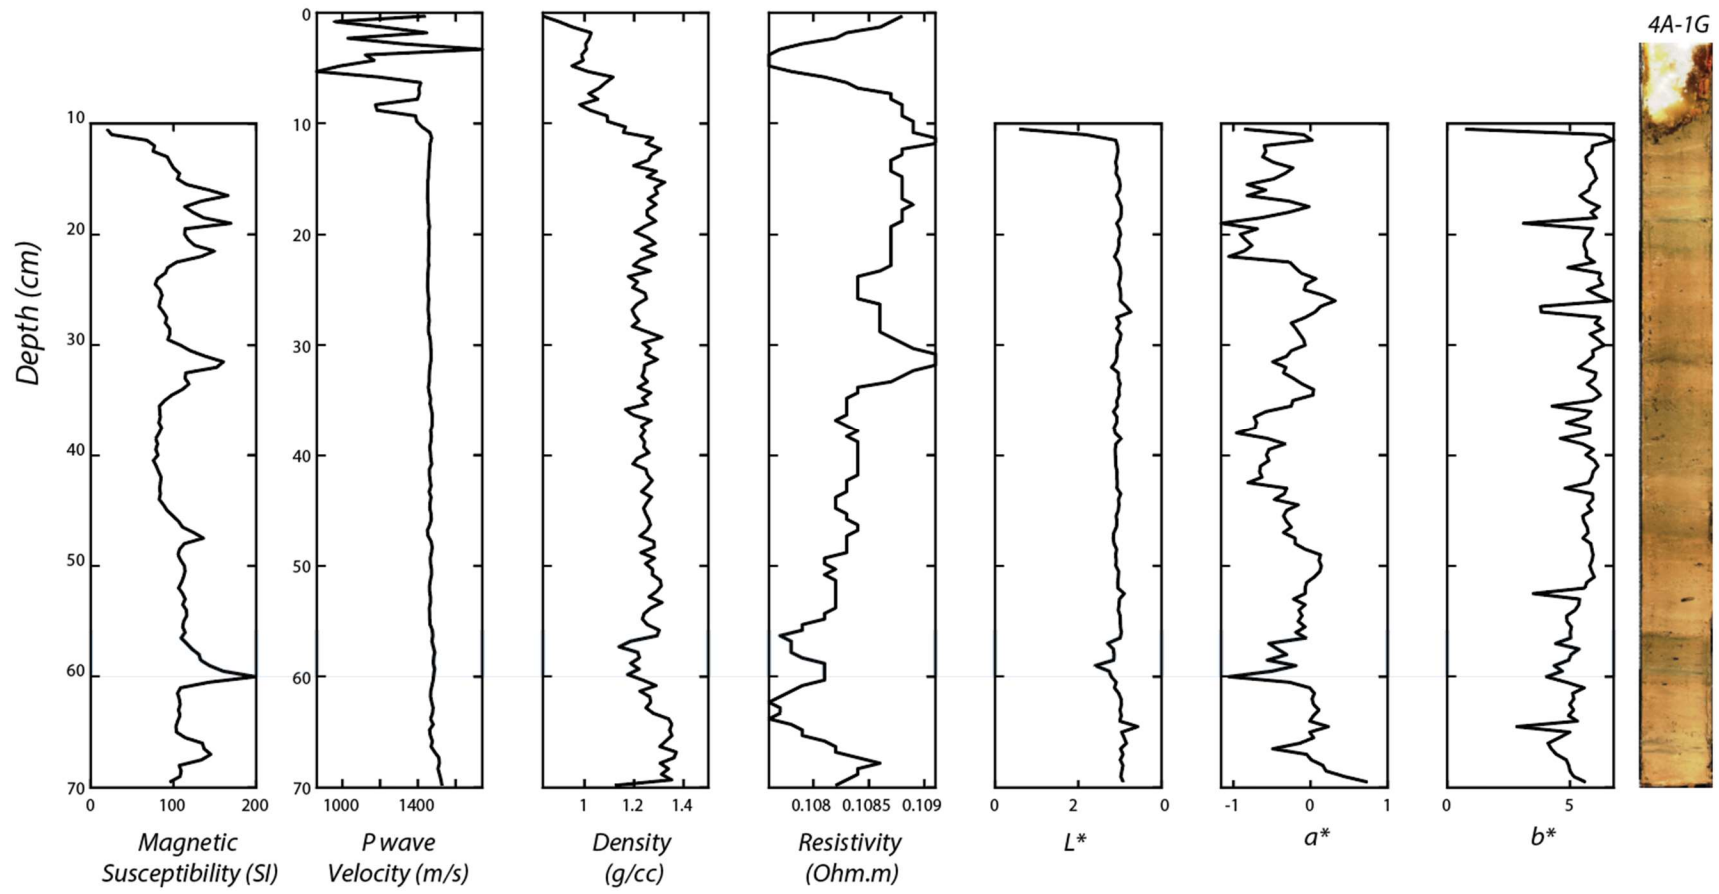 4A-1G
0
10
20
30
40
50
60
70
10
20
30
40
50
60
70
Depth (cm)
0 100 200
1000 1400
1 1.2 1.4
0.108 0.1085 0.109
0 2 0
-1 0 1
0 5
Magnetic
Susceptibility (SI)
P wave
Velocity (m/s)
Density
(g/cc)
Resistivity
(Ohm.m)
L*
a*
b*